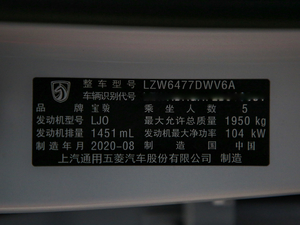 整车型号 LZW6477DWV6A
车辆识别代号
品牌 宝骏 乘坐人数 5
发动机型号 LJO 最大允许总质量 1950 kg
发动机排量 1451 mL 发动机最大净功率 104 kW
制造年月 2020-08 制造国 中国
上汽通用五菱汽车股份有限公司 制造